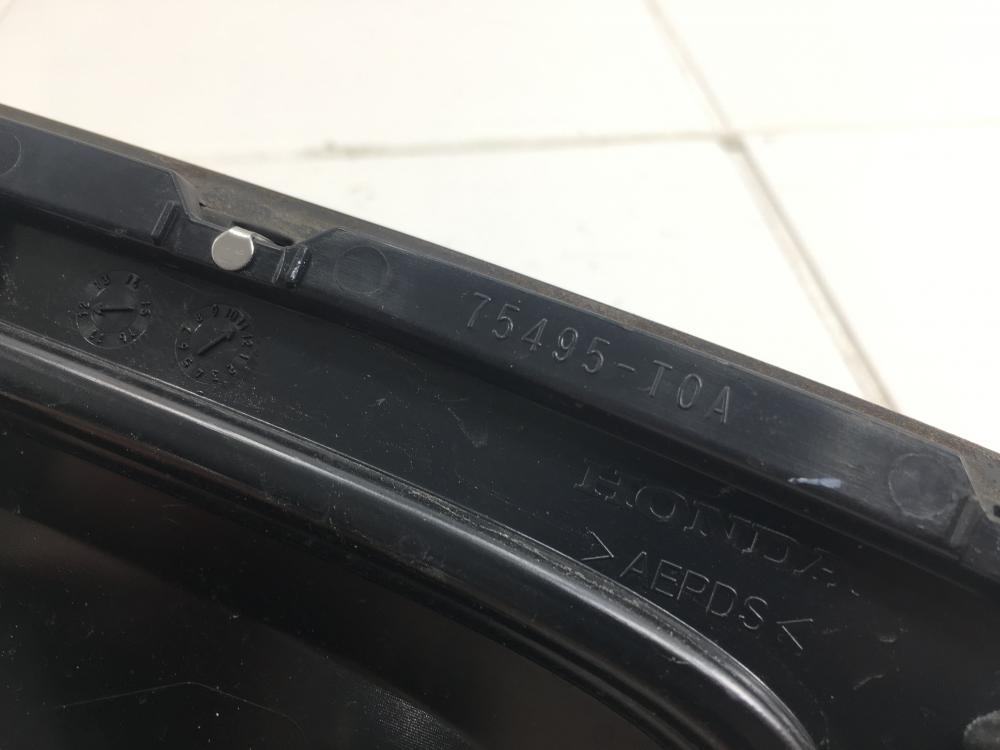 75495-T0A
HONDA
>AEPDS<